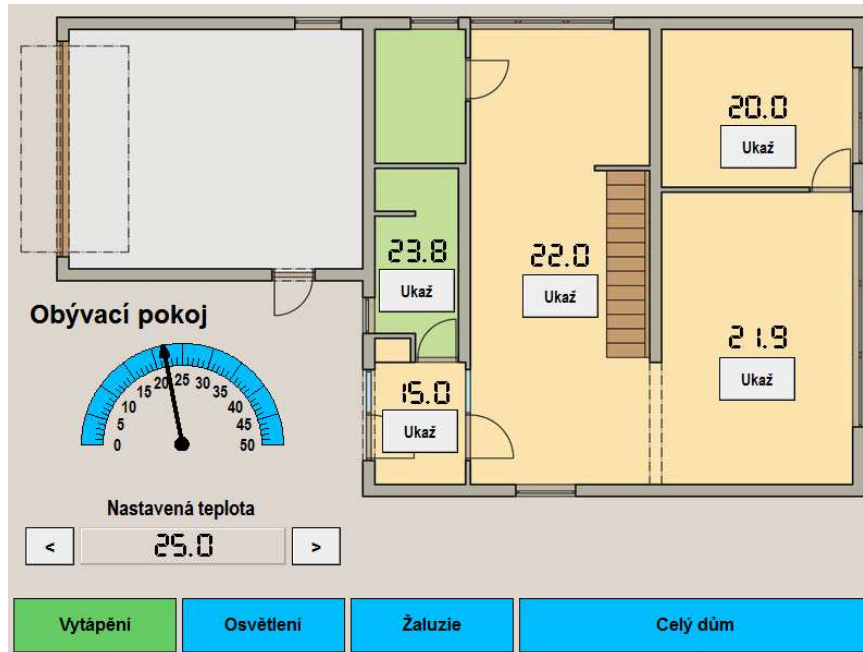 20.0
Ukaž
23.8
Ukaž
22.0
Ukaž
21.9
Ukaž
15.0
Ukaž
Obývací pokoj
0 5 10 15 20 25 30 35 40 45 50
Nastavená teplota
< 25.0 >
Vytápění Osvětlení Žaluzie Celý dům